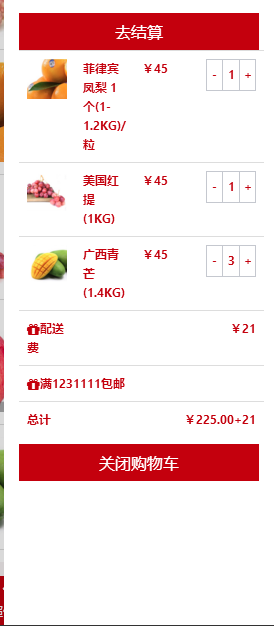 去结算
菲律宾 ￥45 - 1 +
凤梨 1
个(1-
1.2KG)/
粒
美国红 ￥45 - 1 +
提
(1KG)
广西青 ￥45 - 3 +
芒
(1.4KG)
配送 ￥21
费
满1231111包邮
总计 ￥225.00+21
关闭购物车